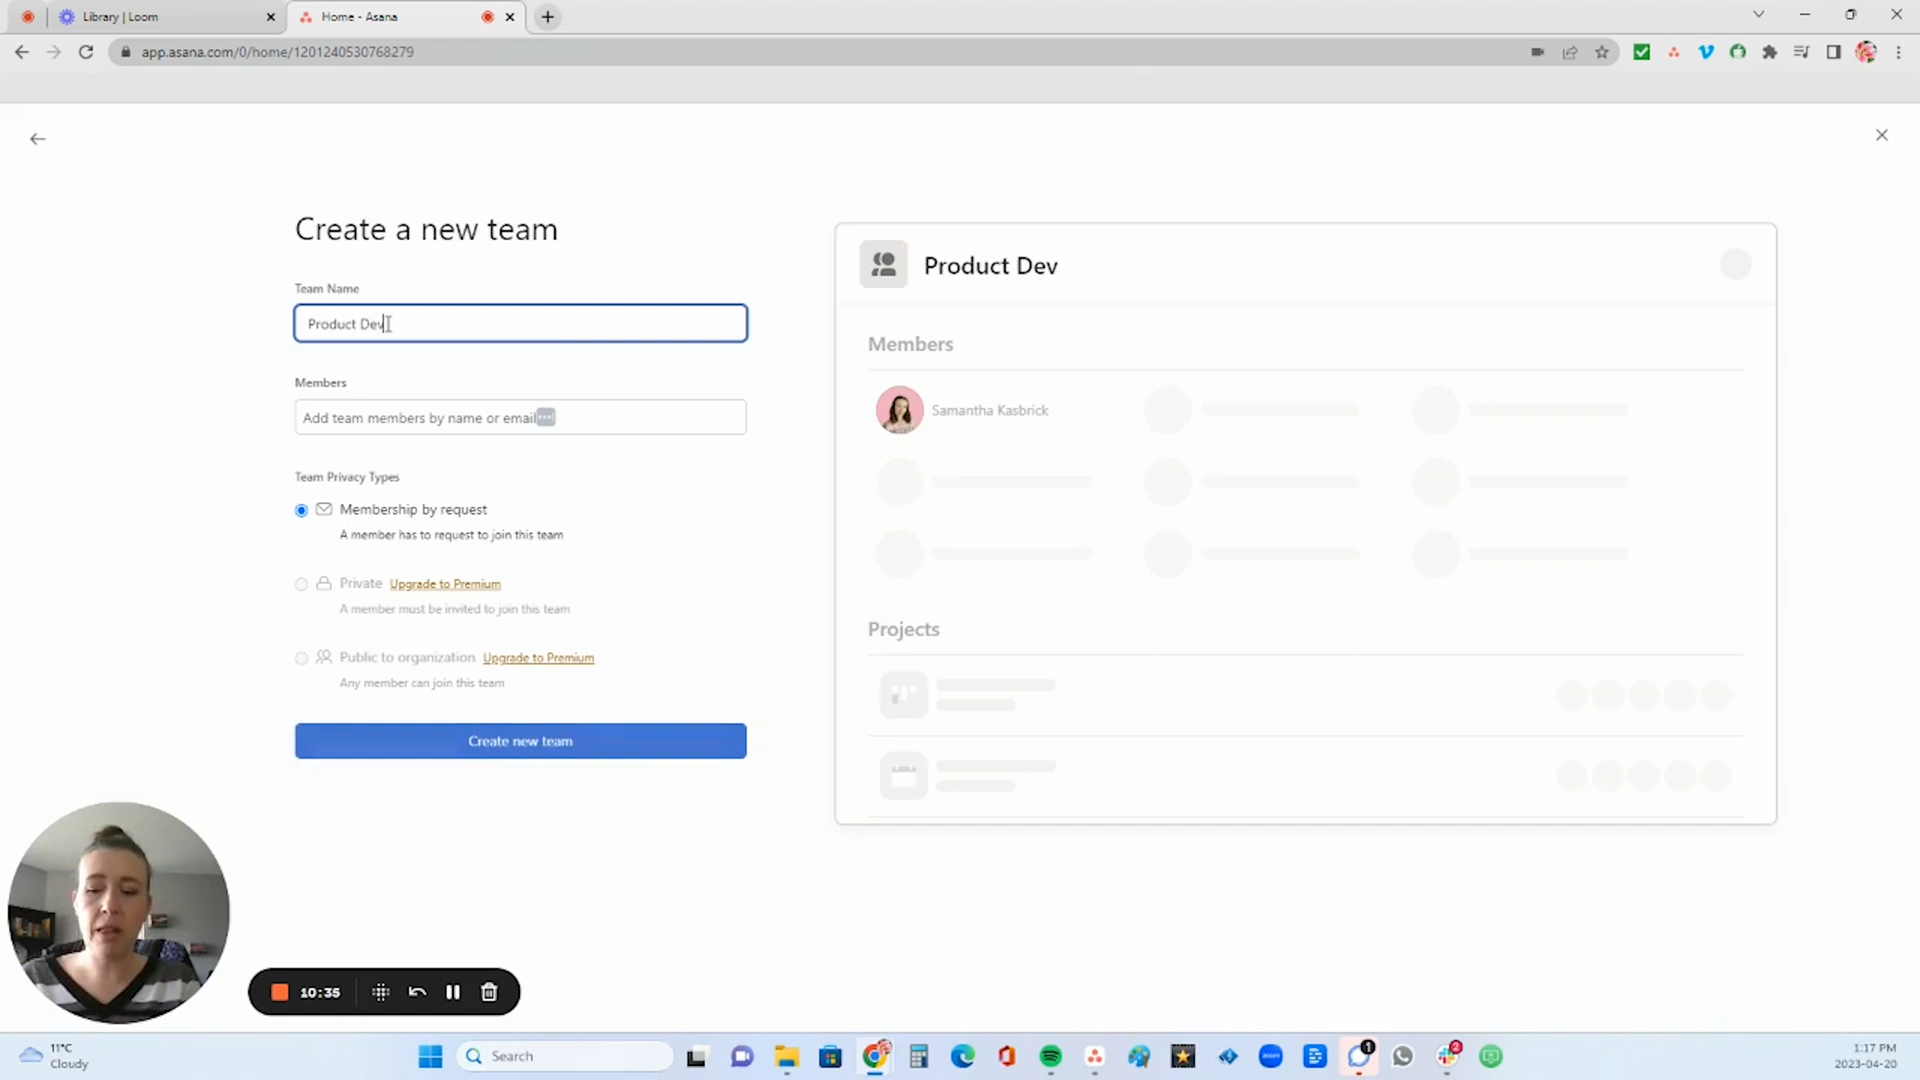 Library | Loom
Home - Asana
app.asana.com/0/home/1201240530768279
Create a new team
Team Name
Product Dev
Members
Add team members by name or email
Team Privacy Types
Membership by request
A member has to request to join this team
Private Upgrade to Premium
A member must be invited to join this team
Public to organization Upgrade to Premium
Any member can join this team
Create new team
Product Dev
Members
Samantha Kasbrick
Projects
10:35
11°C
Cloudy
Search
zoom
1
2
1:17 PM
2023-04-20